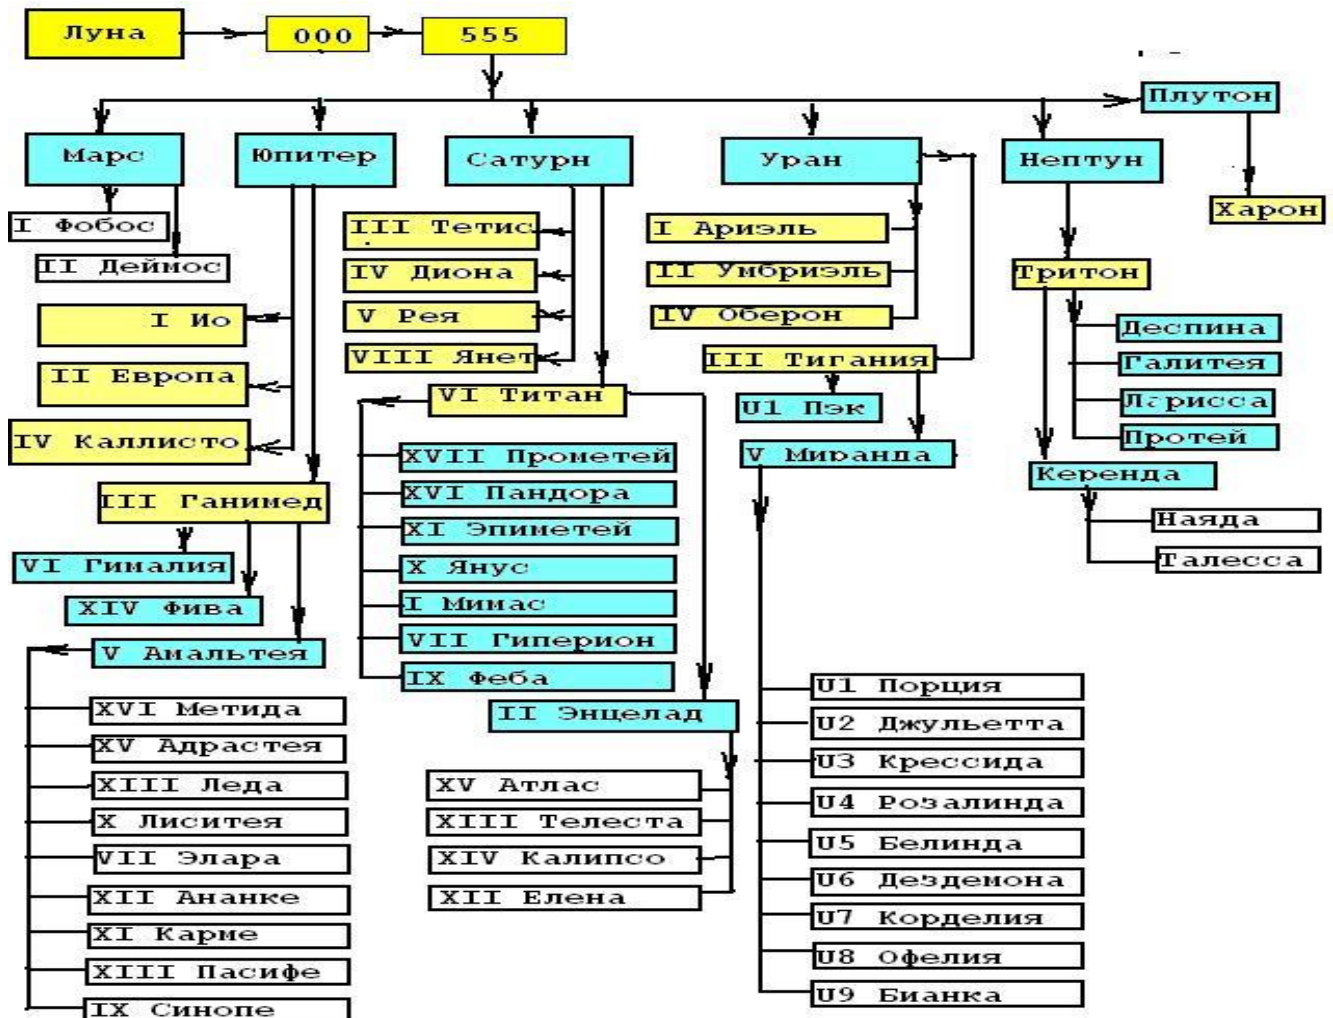 Луна
000
555
Плутон
Марс
Юпитер
Сатурн
Уран
Нептун
Харон
I Фобос
II Деймос
I Ио
II Европа
IV Каллисто
III Ганимед
VI Гималия
XIV Фива
V Амальтея
XVI Метида
XV Адрастея
XIII Леда
X Лиситея
VII Элара
XII Ананке
XI Карме
XIII Пасифе
IX Синопе
III Тетис
IV Диона
V Рея
VIII Янет
VI Титан
XVII Прометей
XVI Пандора
XI Эпиметей
X Янус
I Мимас
VII Гиперион
IX Феба
II Энцелад
XV Атлас
XIII Телеста
XIV Калипсо
XII Елена
I Ариэль
II Умбриэль
IV Оберон
III Тигания
U1 Пэк
V Миранда
U1 Порция
U2 Джульетта
U3 Крессида
U4 Розалинда
U5 Белинда
U6 Дездемона
U7 Корделия
U8 Офелия
U9 Бианка
Тритон
Деспина
Галитея
Ларисса
Протей
Керенда
Наяда
Талесса